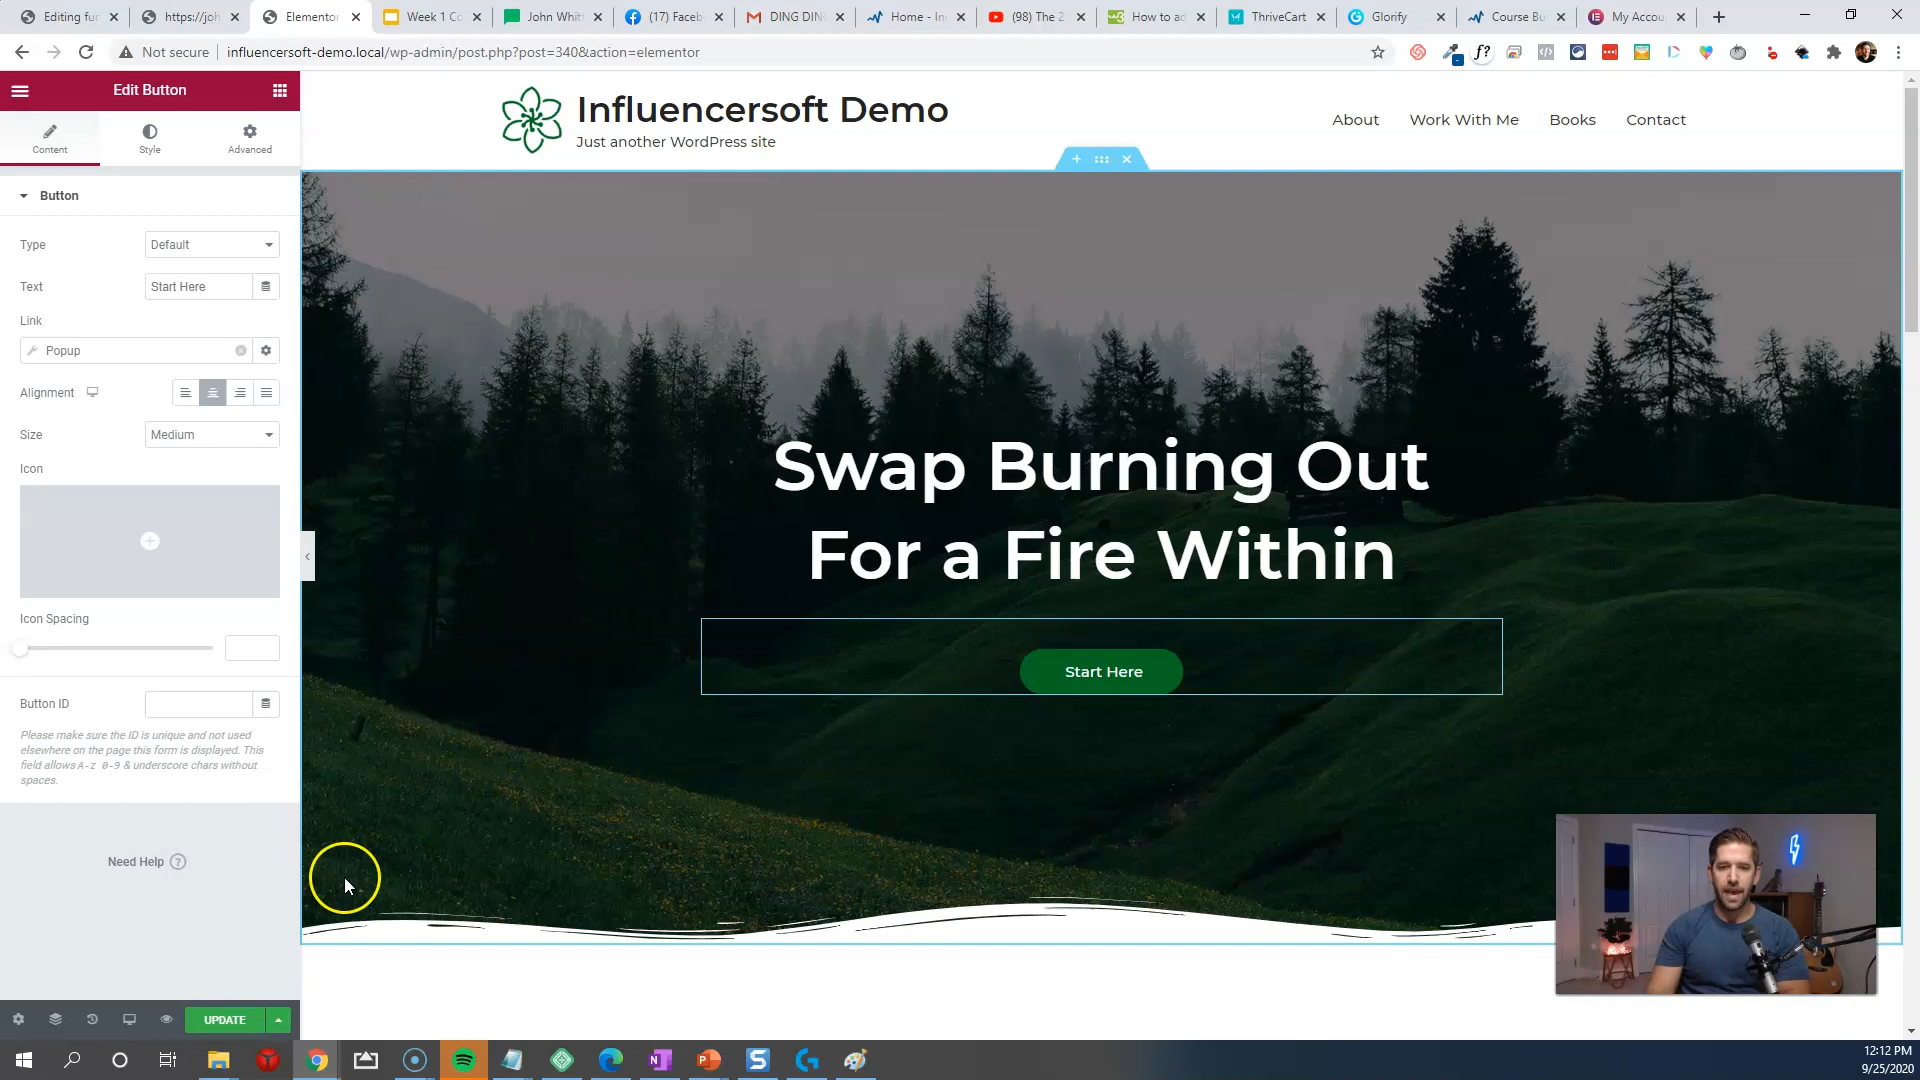 Editing fur
https://joh
Elementor
Week 1 Co
John Whit
(17) Faceb
DING DIN
Home - In
(98) The 2
How to ad
ThriveCart
Glorify
Course Bu
My Accou
Not secure
influencersoft-demo.local/wp-admin/post.php?post=340&action=elementor
Edit Button
Content
Style
Advanced
Button
Type
Default
Text
Start Here
Link
Popup
Alignment
Size
Medium
Icon
Icon Spacing
Button ID
Please make sure the ID is unique and not used
elsewhere on the page this form is displayed. This
field allows A-z 0-9 & underscore chars without
spaces.
Need Help ?
UPDATE
Influencersoft Demo
Just another WordPress site
About
Work With Me
Books
Contact
Swap Burning Out
For a Fire Within
Start Here
12:12 PM
9/25/2020